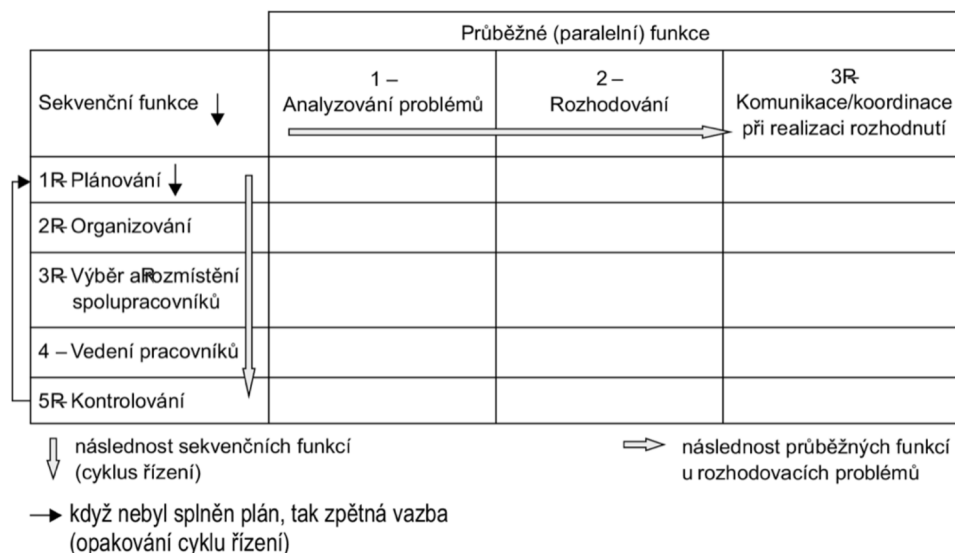 Průběžné (paralelní) funkce
Sekvenční funkce
1 –
Analyzování problémů
2 –
Rozhodování
3R-
Komunikace/koordinace
při realizaci rozhodnutí
1R- Plánování
2R- Organizování
3R- Výběr aRrozmístění
spolupracovníků
4 – Vedení pracovníků
5R- Kontrolování
následnost sekvenčních funkcí
(cyklus řízení)
následnost průběžných funkcí
u rozhodovacích problémů
když nebyl splněn plán, tak zpětná vazba
(opakování cyklu řízení)